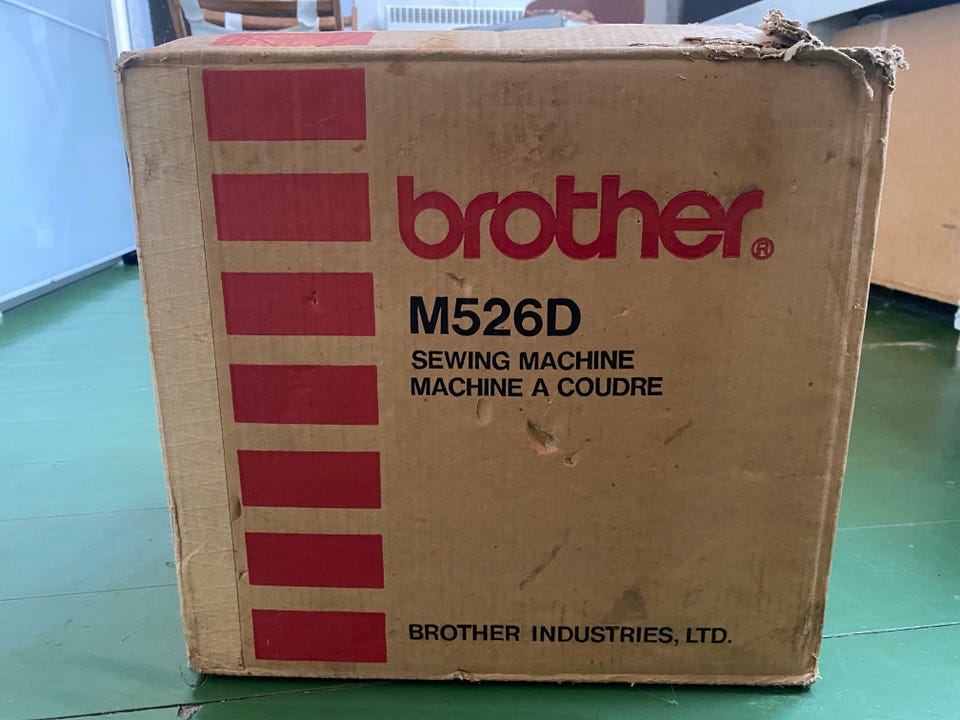 brother®
M526D
SEWING MACHINE
MACHINE A COUDRE
BROTHER INDUSTRIES, LTD.